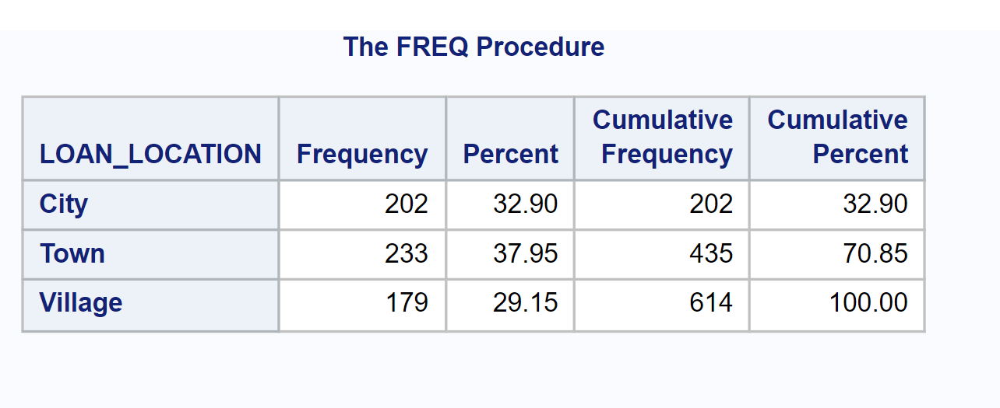 The FREQ Procedure
LOAN_LOCATION Frequency Percent Cumulative Frequency Cumulative Percent
City 202 32.90 202 32.90
Town 233 37.95 435 70.85
Village 179 29.15 614 100.00